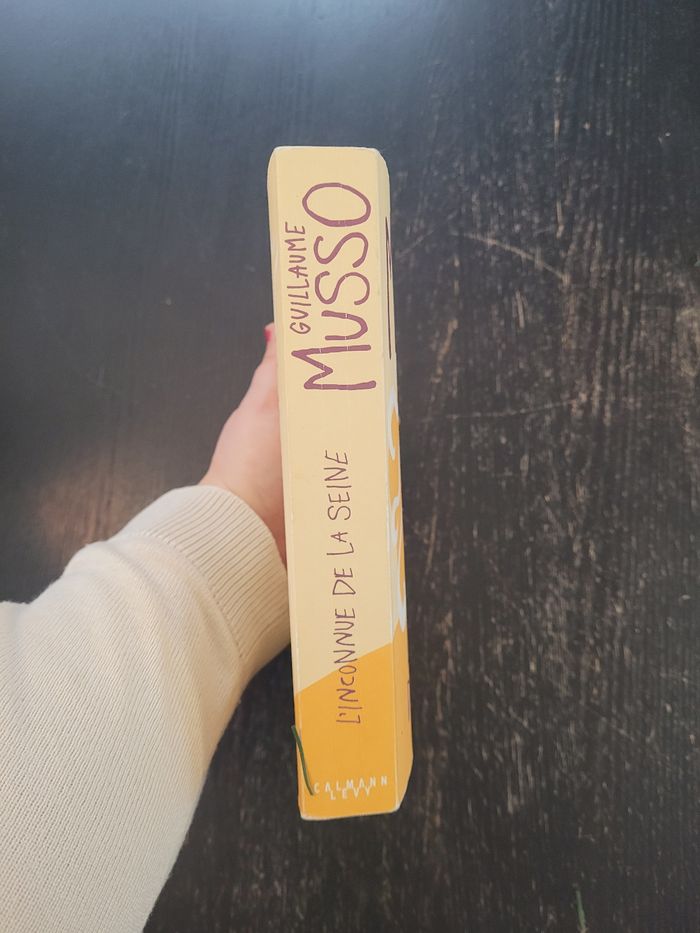 GUILLAUME
MuSSO
L'INCONNUE DE LA SEINE
CALMANN
LEVY